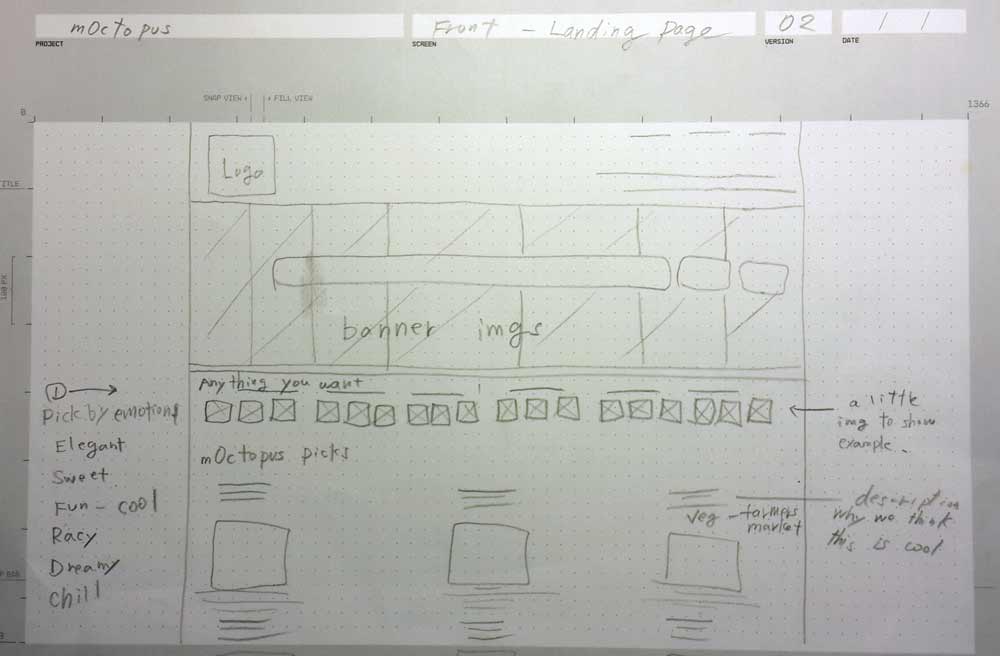 mOctopus
Front - Landing page
02
/ /
PROJECT
SCREEN
VERSION
DATE
SNAP VIEW
FILL VIEW
0
1366
Logo
banner imgs
Anything you want
mOctopus picks
veg - farmers
market
100 PX
1
Pick by emotions
Elegant
Sweet
Fun - cool
Racy
Dreamy
Chill
a little
img to show
example..
description
why we think
this is cool